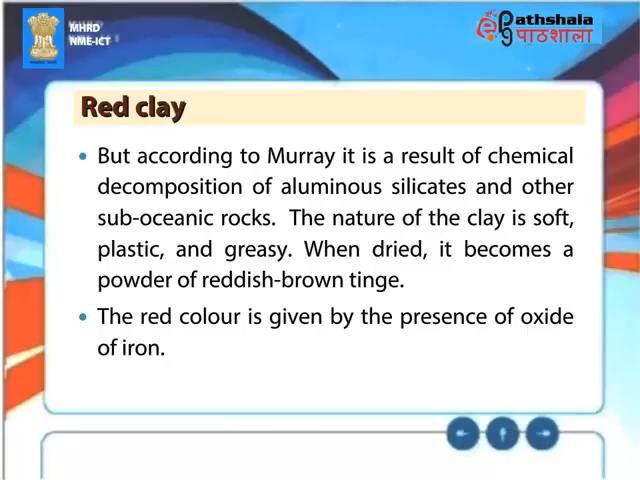 MHRD
NME-ICT
ePGpathshala
पाठशाला
Red clay
• But according to Murray it is a result of chemical
decomposition of aluminous silicates and other
sub-oceanic rocks. The nature of the clay is soft,
plastic, and greasy. When dried, it becomes a
powder of reddish-brown tinge.
• The red colour is given by the presence of oxide
of iron.